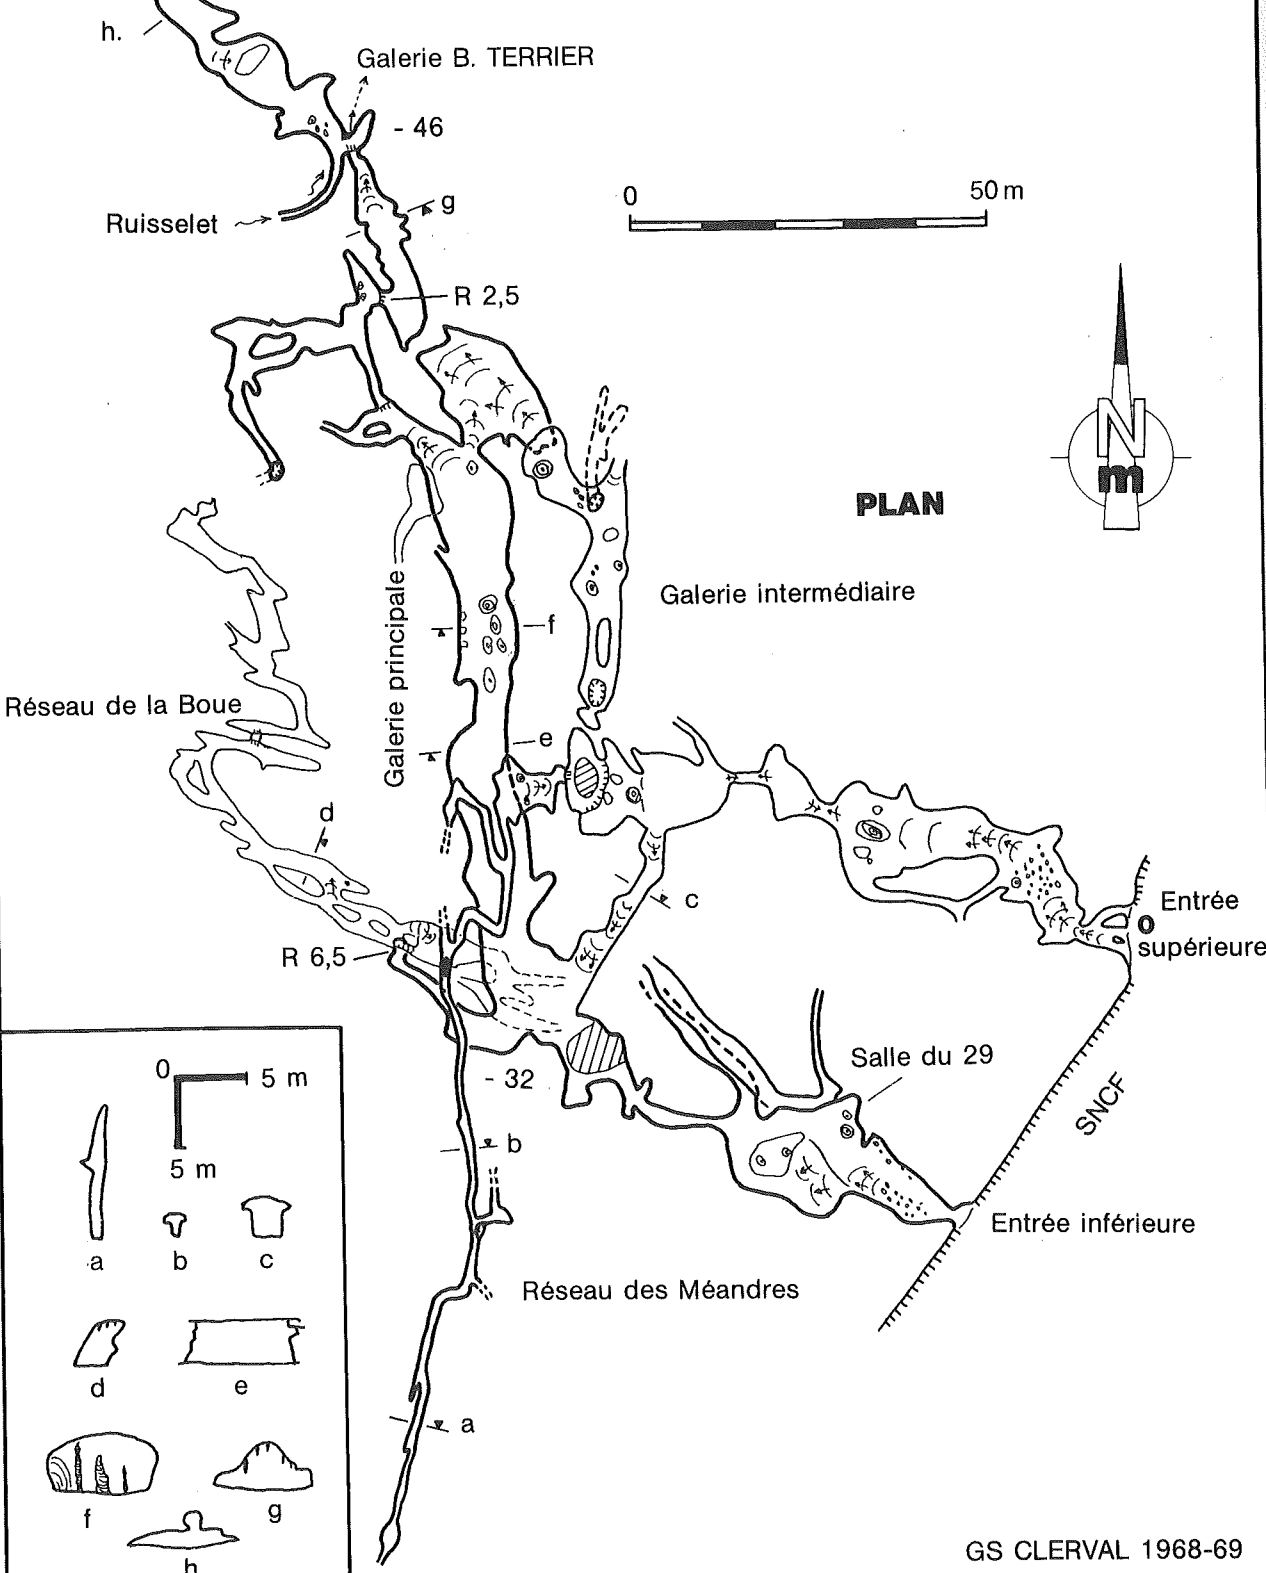 h.
Galerie B. TERRIER
- 46
0 50 m
g
Ruisselet
R 2,5
N
m
PLAN
Galerie intermédiaire
Galerie principale
f
Réseau de la Boue
e
d
c
Entrée
supérieure
R 6,5
Salle du 29
SNCF
- 32
b
Entrée inférieure
Réseau des Méandres
a
0 5 m
5 m
a b c
d e
f g
h
GS CLERVAL 1968-69